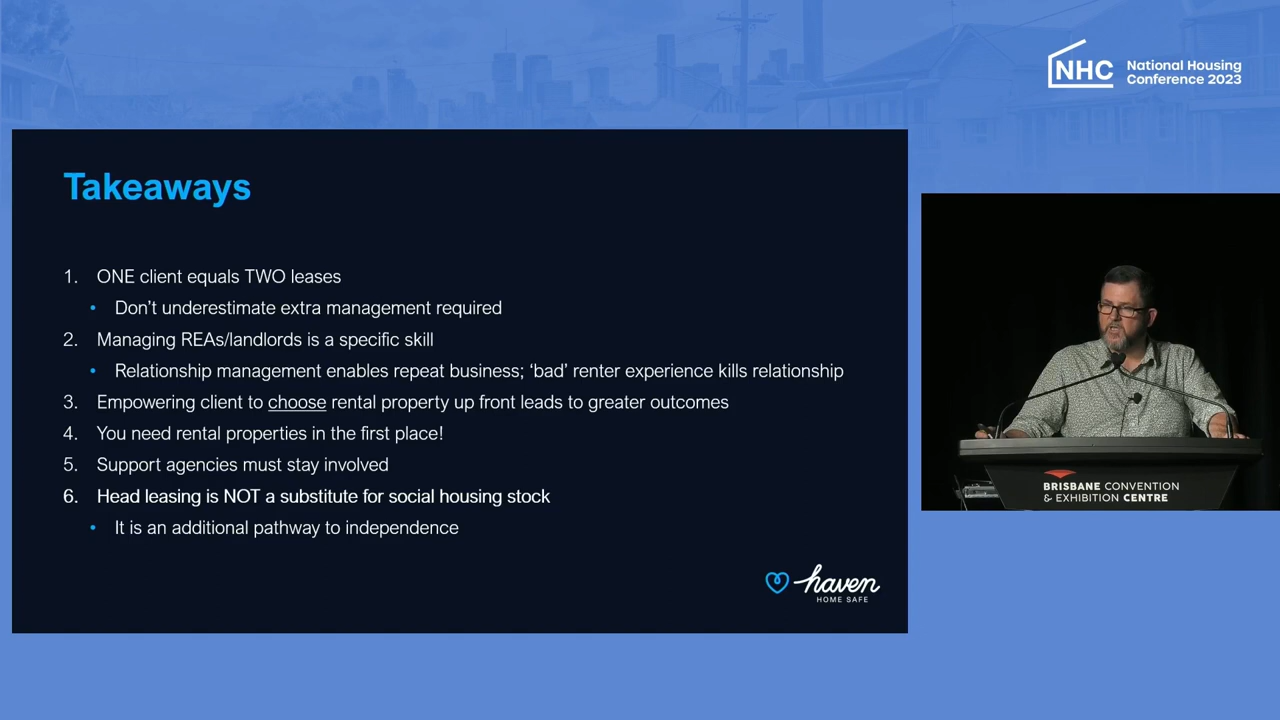 NHC
National Housing
Conference 2023
Takeaways
1. ONE client equals TWO leases
• Don't underestimate extra management required
2. Managing REAs/landlords is a specific skill
• Relationship management enables repeat business; 'bad' renter experience kills relationship
3. Empowering client to choose rental property up front leads to greater outcomes
4. You need rental properties in the first place!
5. Support agencies must stay involved
6. Head leasing is NOT a substitute for social housing stock
• It is an additional pathway to independence
haven
HOME SAFE
BRISBANE CONVENTION
& EXHIBITION CENTRE